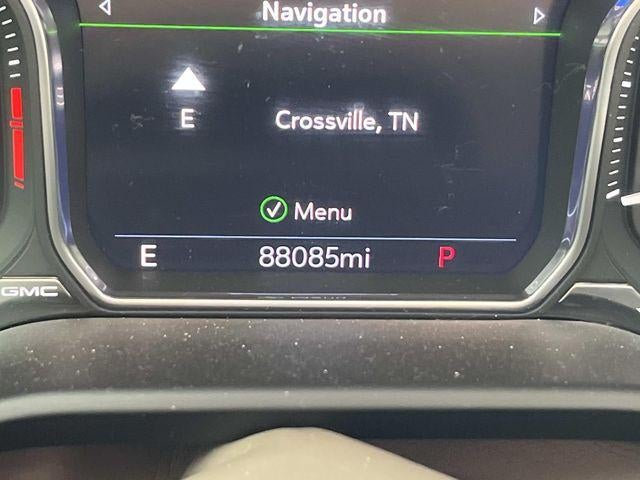 Navigation
E
Crossville, TN
Menu
E 88085mi P
GMC